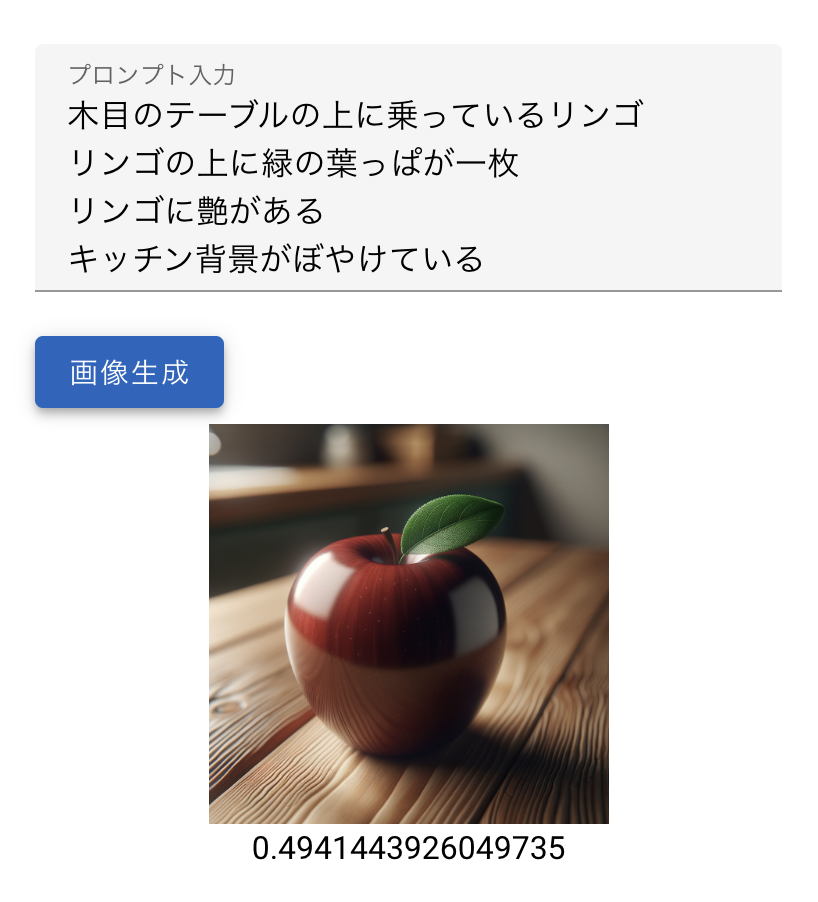 プロンプト入力
木目のテーブルの上に乗っているリンゴ
リンゴの上に緑の葉っぱが一枚
リンゴに艶がある
キッチン背景がぼやけている
画像生成
0.4941443926049735